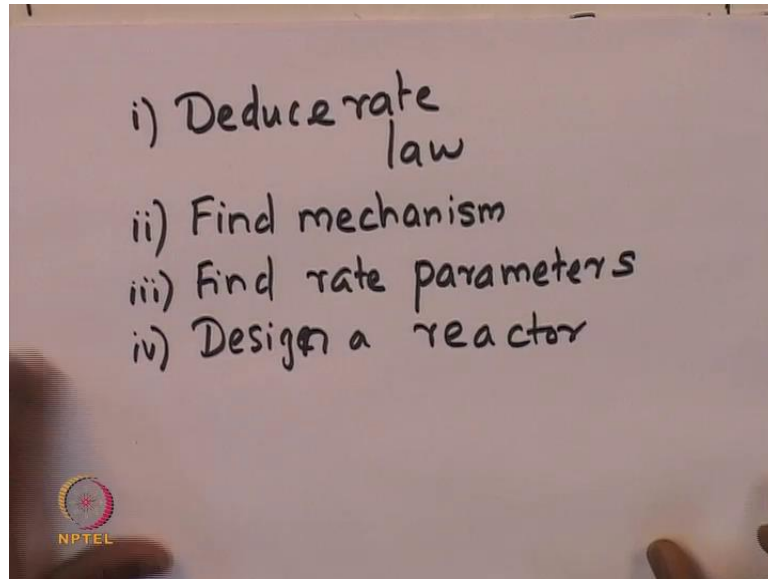 i) Deduce rate
law
ii) Find mechanism
iii) Find rate parameters
iv) Design a reactor
NPTEL